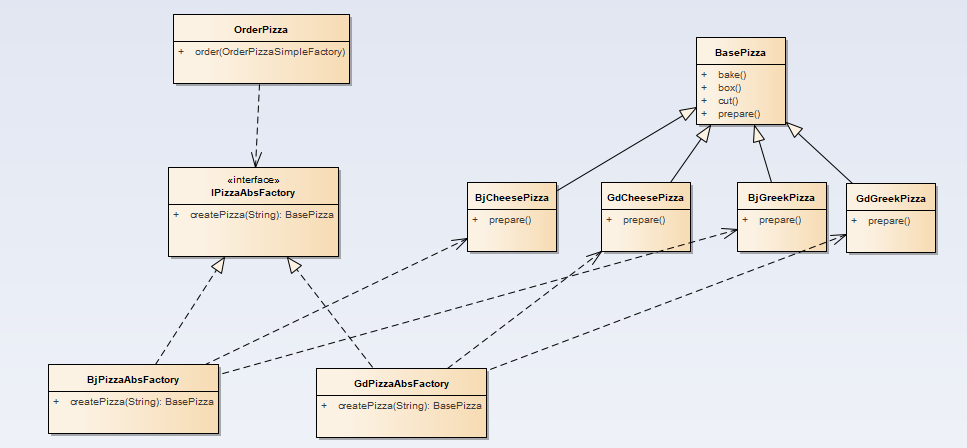 OrderPizza
+ order(OrderPizzaSimpleFactory)
BasePizza
+ bake()
+ box()
+ cut()
+ prepare()
«interface»
IPizzaAbsFactory
+ createPizza(String): BasePizza
BjCheesePizza
+ prepare()
GdCheesePizza
+ prepare()
BjGreekPizza
+ prepare()
GdGreekPizza
+ prepare()
BjPizzaAbsFactory
+ createPizza(String): BasePizza
GdPizzaAbsFactory
+ createPizza(String): BasePizza